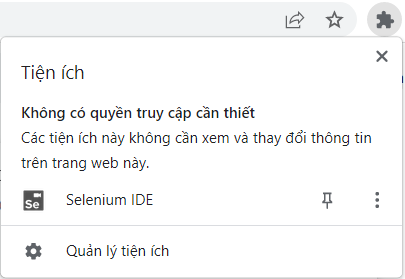 Tiện ích
Không có quyền truy cập cần thiết
Các tiện ích này không cần xem và thay đổi thông tin
trên trang web này.
Se
Selenium IDE
Quản lý tiện ích